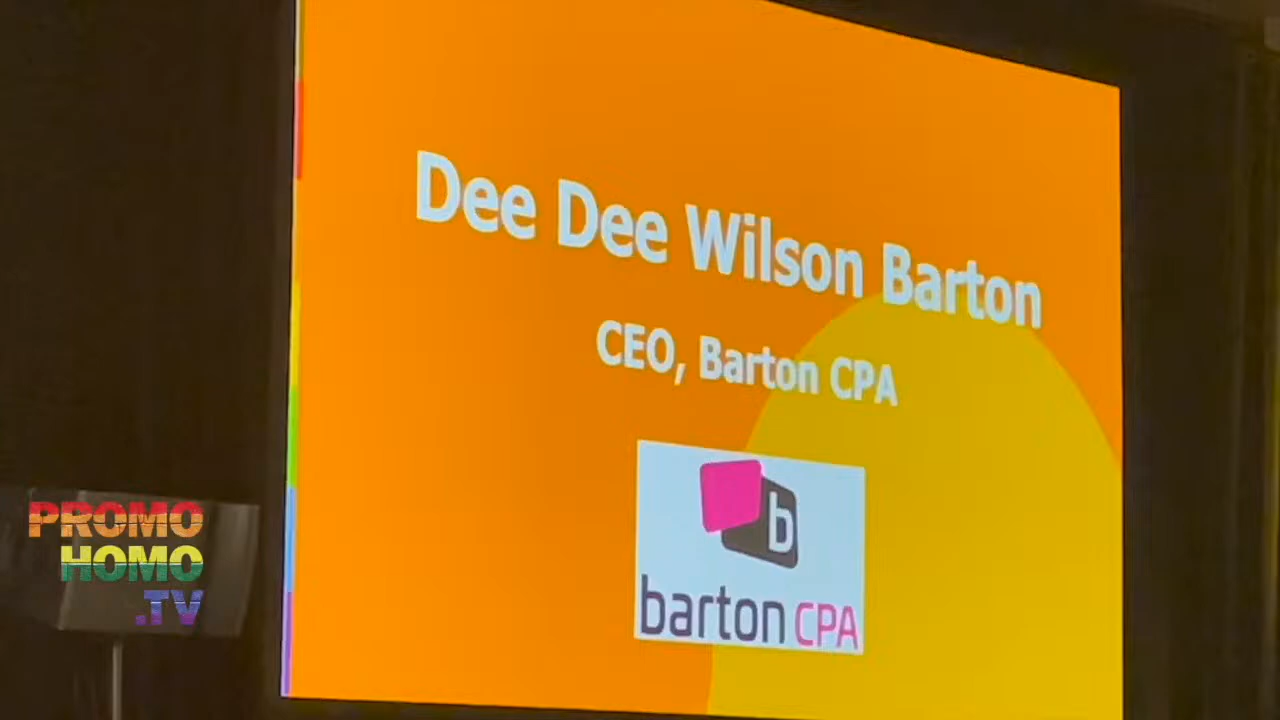 Dee Dee Wilson Barton
CEO, Barton CPA
b
barton CPA
PROMO
HOMO
.TV